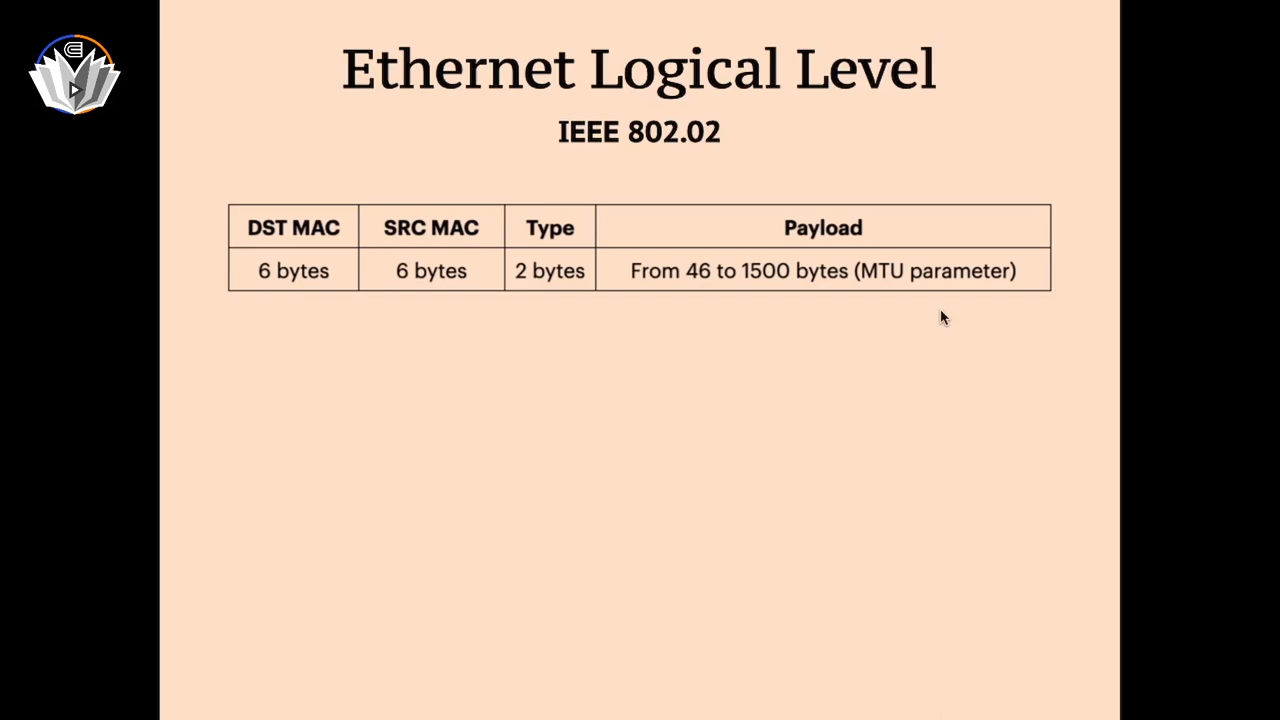 Ethernet Logical Level
IEEE 802.02
DST MAC SRC MAC Type Payload
6 bytes 6 bytes 2 bytes From 46 to 1500 bytes (MTU parameter)